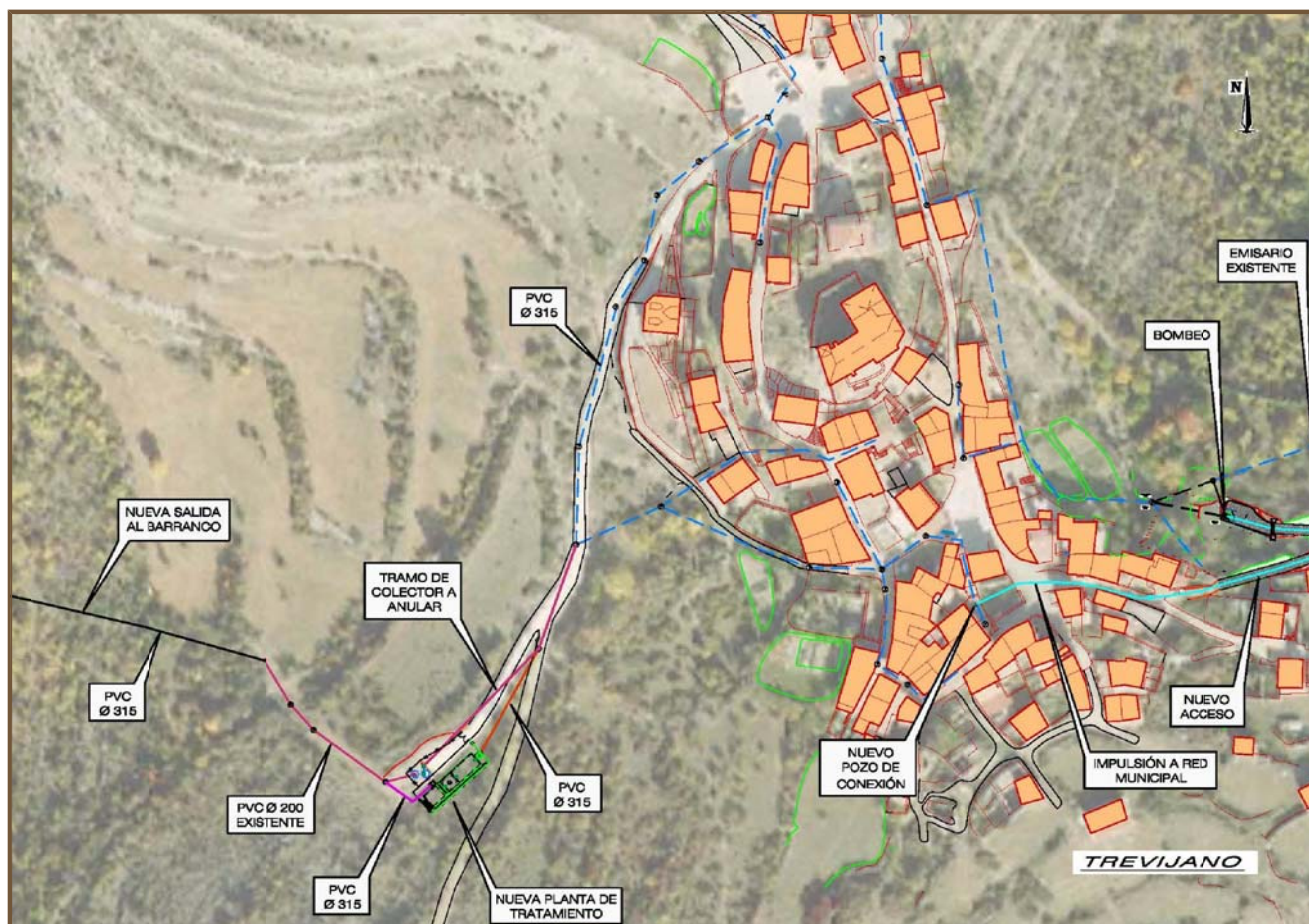 N
EMISARIO
EXISTENTE
PVC
Ø 315
BOMBEO
NUEVA SALIDA
AL BARRANCO
TRAMO DE
COLECTOR A
ANULAR
PVC
Ø 315
NUEVO
ACCESO
NUEVO
POZO DE
CONEXIÓN
IMPULSIÓN A RED
MUNICIPAL
PVC
Ø 315
PVC Ø 200
EXISTENTE
PVC
Ø 315
NUEVA PLANTA DE
TRATAMIENTO
TREVIJANO